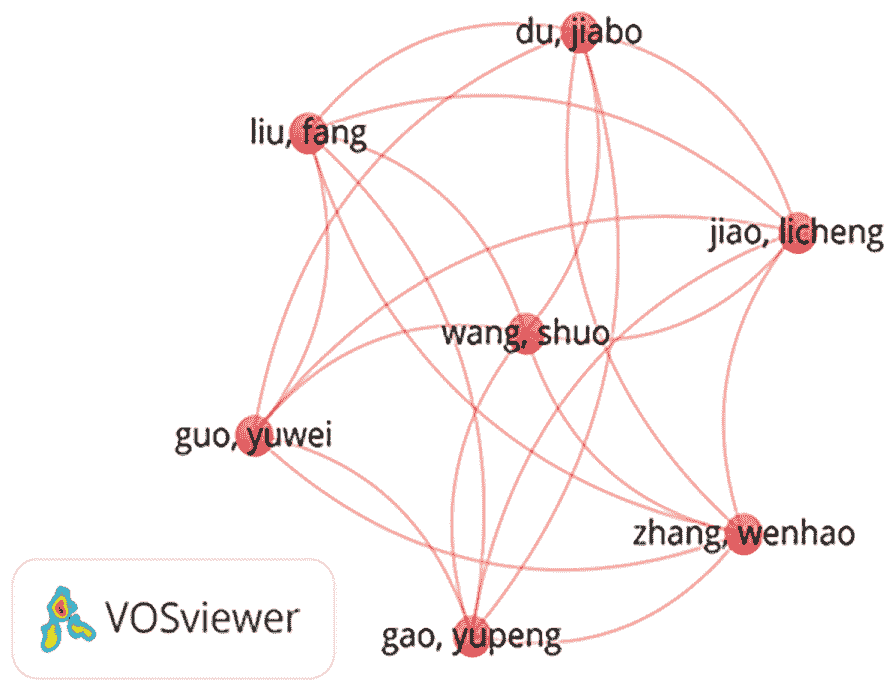 du, jiabo
liu, fang
jiao, licheng
wang, shuo
guo, yuwei
zhang, wenhao
gao, yupeng
VOSviewer